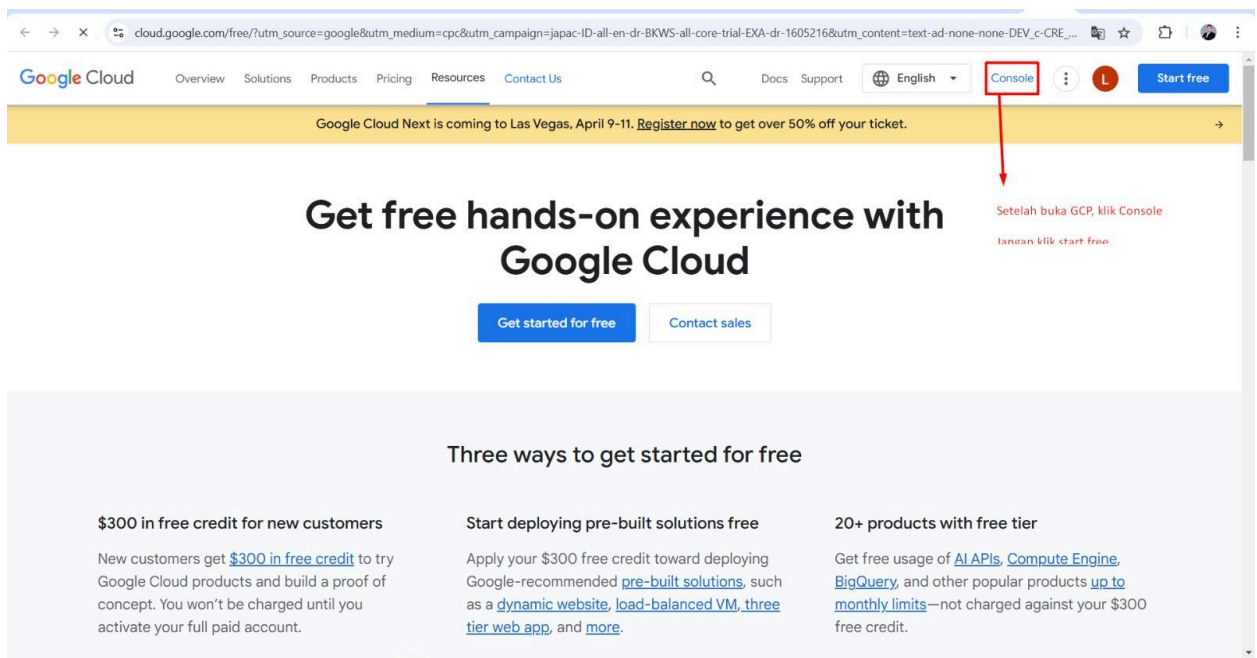 cloud.google.com/free/?utm_source=google&utm_medium=cpc&utm_campaign=japac-ID-all-en-dr-BKWS-all-core-trial-EXA-dr-1605216&utm_content=text-ad-none-none-DEV_c-CRE_...
Google Cloud Overview Solutions Products Pricing Resources Contact Us Docs Support English Console L Start free
Google Cloud Next is coming to Las Vegas, April 9-11. Register now to get over 50% off your ticket.
Setelah buka GCP, klik Console
Jangan klik start free
Get free hands-on experience with
Google Cloud
Get started for free Contact sales
Three ways to get started for free
$300 in free credit for new customers
New customers get $300 in free credit to try
Google Cloud products and build a proof of
concept. You won't be charged until you
activate your full paid account.
Start deploying pre-built solutions free
Apply your $300 free credit toward deploying
Google-recommended pre-built solutions, such
as a dynamic website, load-balanced VM, three
tier web app, and more.
20+ products with free tier
Get free usage of AI APIs, Compute Engine,
BigQuery, and other popular products up to
monthly limits—not charged against your $300
free credit.